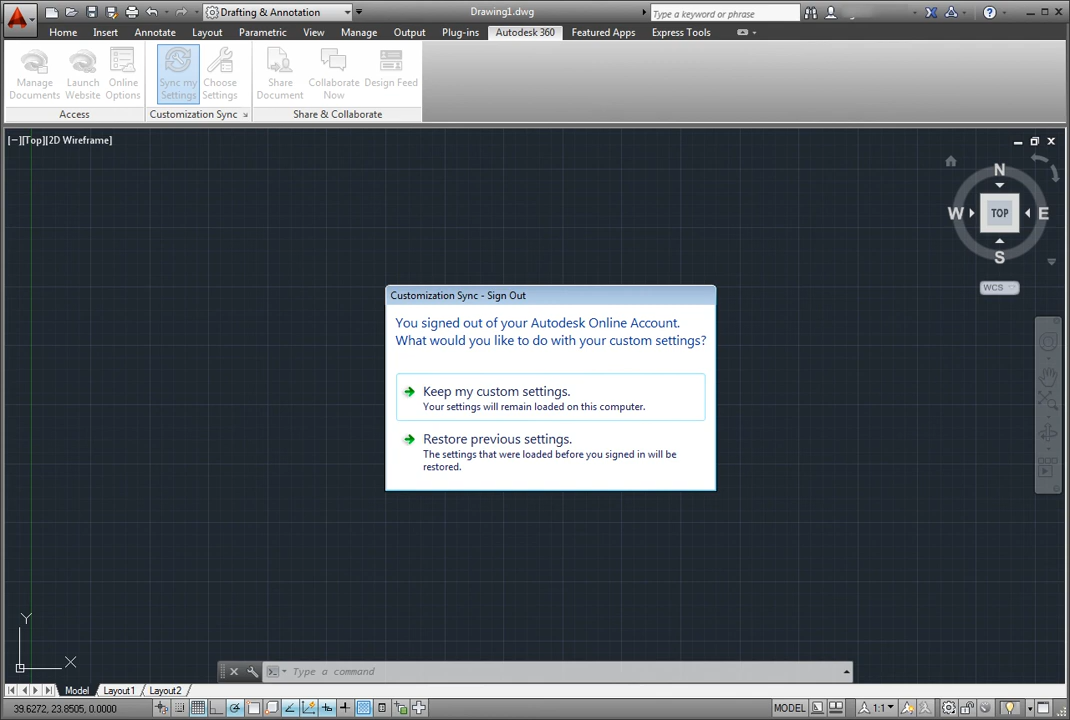 Drafting & Annotation
Drawing1.dwg
Type a keyword or phrase
Home Insert Annotate Layout Parametric View Manage Output Plug-ins Autodesk 360 Featured Apps Express Tools
Manage Documents
Launch Website
Online Options
Sync my Settings
Choose Settings
Share Document
Collaborate Now
Design Feed
Access
Customization Sync
Share & Collaborate
[−][Top][2D Wireframe]
N
W
TOP
E
S
WCS
Customization Sync - Sign Out
You signed out of your Autodesk Online Account.
What would you like to do with your custom settings?
Keep my custom settings.
Your settings will remain loaded on this computer.
Restore previous settings.
The settings that were loaded before you signed in will be
restored.
Y
X
Type a command
Model Layout1 Layout2
39.6272, 23.8505, 0.0000
MODEL
1:1